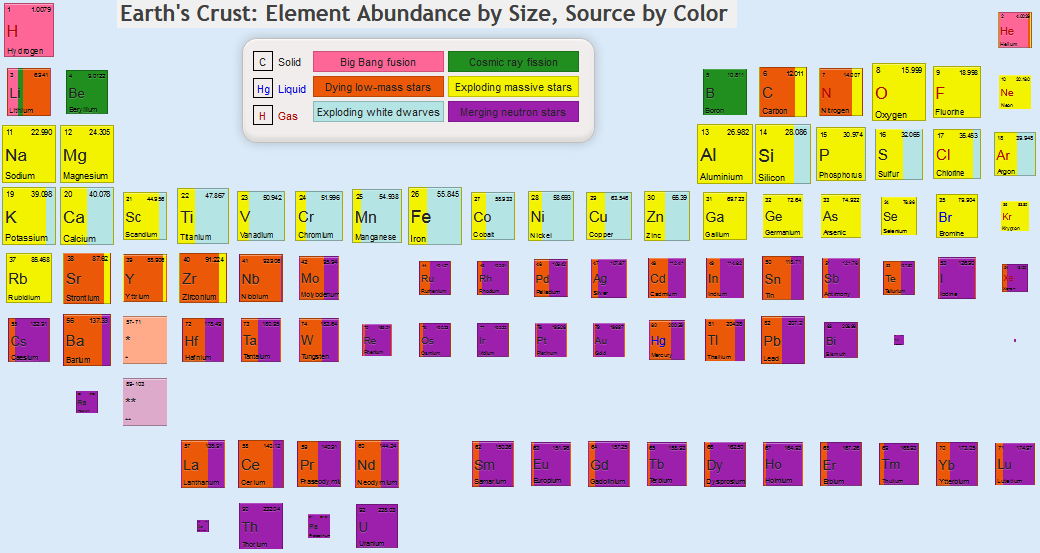 Earth's Crust: Element Abundance by Size, Source by Color
C Solid
Hg Liquid
H Gas
Big Bang fusion
Cosmic ray fission
Dying low-mass stars
Exploding massive stars
Exploding white dwarves
Merging neutron stars
1 1.0079
H
Hydrogen
He
Helium
3 6.941
Li
Lithium
4 9.0122
Be
Beryllium
5 10.811
B
Boron
6 12.011
C
Carbon
7 14.007
N
Nitrogen
8 15.999
O
Oxygen
9 18.998
F
Fluorine
10 20.180
Ne
Neon
11 22.990
Na
Sodium
12 24.305
Mg
Magnesium
13 26.982
Al
Aluminium
14 28.086
Si
Silicon
15 30.974
P
Phosphorus
16 32.065
S
Sulfur
17 35.453
Cl
Chlorine
18 39.948
Ar
Argon
19 39.098
K
Potassium
20 40.078
Ca
Calcium
21 44.956
Sc
Scandium
22 47.867
Ti
Titanium
23 50.942
V
Vanadium
24 51.996
Cr
Chromium
25 54.938
Mn
Manganese
26 55.845
Fe
Iron
27 58.933
Co
Cobalt
28 58.693
Ni
Nickel
29 63.546
Cu
Copper
30 65.39
Zn
Zinc
31 69.723
Ga
Gallium
32 72.64
Ge
Germanium
33 74.922
As
Arsenic
34 78.96
Se
Selenium
35 79.904
Br
Bromine
Kr
Krypton
37 85.468
Rb
Rubidium
38 87.62
Sr
Strontium
39 88.906
Y
Yttrium
40 91.224
Zr
Zirconium
41 92.906
Nb
Niobium
42 95.94
Mo
Molybdenum
Ru
Ruthenium
Rh
Rhodium
Pd
Palladium
Ag
Silver
Cd
Cadmium
In
Indium
50 118.71
Sn
Tin
Sb
Antimony
Te
Tellurium
I
Iodine
Xe
55 132.91
Cs
Caesium
56 137.33
Ba
Barium
57-71
*
-
72 178.49
Hf
Hafnium
73 180.95
Ta
Tantalum
74 183.84
W
Tungsten
Re
Rhenium
Os
Osmium
Ir
Iridium
Pt
Platinum
Au
Gold
80 200.59
Hg
Mercury
81 204.38
Tl
Thallium
82 207.2
Pb
Lead
Bi
Bismuth
Ra
89-103
**
--
57 138.91
La
Lanthanum
58 140.12
Ce
Cerium
59 140.91
Pr
Praseodymiu
60 144.24
Nd
Neodymium
62 150.36
Sm
Samarium
63 151.96
Eu
Europium
64 157.25
Gd
Gadolinium
65 158.93
Tb
Terbium
66 162.50
Dy
Dysprosium
67 164.93
Ho
Holmium
68 167.26
Er
Erbium
69 168.93
Tm
Thulium
70 173.05
Yb
Ytterbium
71 174.97
Lu
Lutetium
90 232.04
Th
Thorium
Pa
92 238.03
U
Uranium